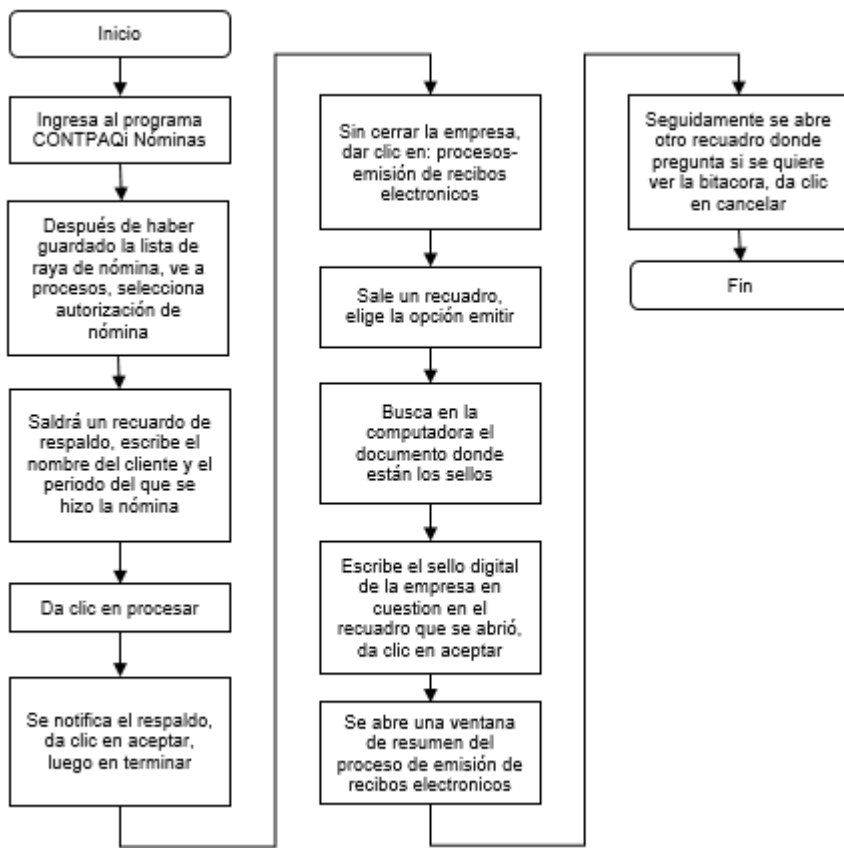 Inicio
Ingresa al programa
CONTPAQi Nóminas
Después de haber
guardado la lista de
raya de nómina, ve a
procesos, selecciona
autorización de
nómina
Saldrá un recuardo de
respaldo, escribe el
nombre del cliente y el
periodo del que se
hizo la nómina
Da clic en procesar
Se notifica el respaldo,
da clic en aceptar,
luego en terminar
Sin cerrar la empresa,
dar clic en: procesos-
emisión de recibos
electronicos
Sale un recuadro,
elige la opción emitir
Busca en la
computadora el
documento donde
están los sellos
Escribe el sello digital
de la empresa en
cuestion en el
recuadro que se abrió,
da clic en aceptar
Se abre una ventana
de resumen del
proceso de emisión de
recibos electronicos
Seguidamente se abre
otro recuadro donde
pregunta si se quiere
ver la bitacora, da clic
en cancelar
Fin